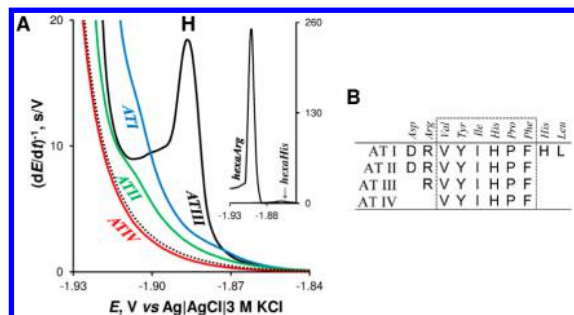 A
H
B
20
10
0
(dE/dt)⁻¹, s/V
ATI
ATII
ATIII
ATIV
-1.93
-1.90
-1.87
-1.84
E, V vs Ag|AgCl|3 M KCl
260
130
0
hexaArg
← hexaHis
-1.93
-1.88
Asp Arg Val Tyr Ile His Pro Phe His Leu
AT I D R V Y I H P F H L
AT II D R V Y I H P F
AT III R V Y I H P F
AT IV V Y I H P F